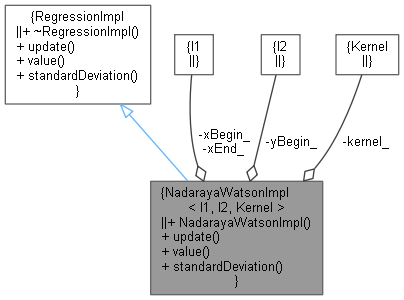 {RegressionImpl
||+ ~RegressionImpl()
+ update()
+ value()
+ standardDeviation()
}
{I1
||}
{I2
||}
{Kernel
||}
-xBegin_
-xEnd_
-yBegin_
-kernel_
{NadarayaWatsonImpl
< I1, I2, Kernel >
||+ NadarayaWatsonImpl()
+ update()
+ value()
+ standardDeviation()
}